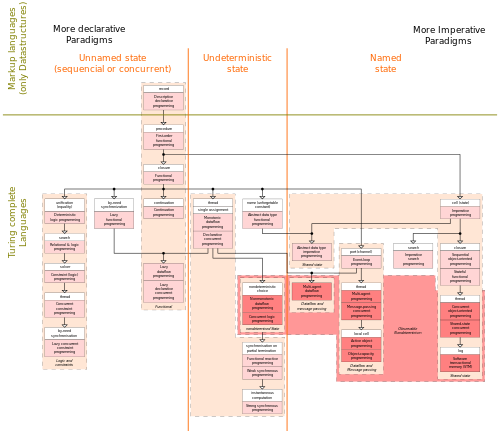 More declarative
Paradigms
More Imperative
Paradigms
Markup languages
(only Datastructures)
Unnamed state
(sequencial or concurrent)
Undeterministic
state
Named
state
Turing complete
Languages
record
Description
declarative
programming
procedure
First-order
functional
programming
closure
Functional
programming
unification
(equality)
Deterministic
logic programming
search
Relational & logic
programming
solver
Constraint (logic)
programming
thread
Concurrent
constraint
programming
by-need
synchronization
Lazy concurrent
constraint
programming
Logic and
constraints
by-need
synchronization
Lazy
functional
programming
continuation
Continuation
programming
Lazy
dataflow
programming
Lazy
declarative
concurrent
programming
Functional
thread
single assignment
Monotonic
dataflow
programming
Declarative
concurrent
programming
name (unforgeable
constant)
Abstract data type
functional
programming
nondeterministic
choice
Nonmonotonic
dataflow
programming
Concurrent logic
programming
nondeterminist State
synchronization on
partial termination
Functional reactive
programming
Weak synchronous
programming
instantaneous
computation
Strong synchronous
programming
Abstract data type
imperative
programming
Shared state
Multi-agent
dataflow
programming
Dataflow and
message passing
port/channel
Event-Loop
programming
thread
Multi-agent
programming
Message-passing
concurrent
programming
local cell
Active object
programming
Object-capacity
programming
Dataflow and
Message passing
search
Imperative
search
programming
Observable
Nondeterminism
cell (state)
Imperative
programming
closure
Sequential
object-oriented
programming
Stateful
functional
programming
thread
Concurrent
object-oriented
programming
Shared-state
concurrent
programming
log
Software
transactional
memory (STM)
Shared state